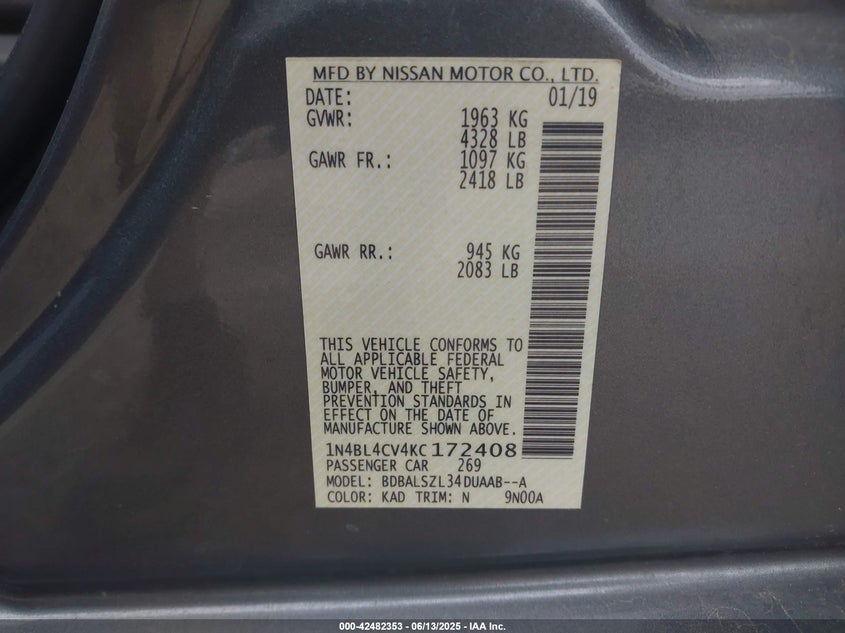 MFD BY NISSAN MOTOR CO., LTD.
DATE: 01/19
GVWR: 1963 KG
4328 LB
GAWR FR.: 1097 KG
2418 LB
GAWR RR.: 945 KG
2083 LB
THIS VEHICLE CONFORMS TO
ALL APPLICABLE FEDERAL
MOTOR VEHICLE SAFETY,
BUMPER, AND THEFT
PREVENTION STANDARDS IN
EFFECT ON THE DATE OF
MANUFACTURE SHOWN ABOVE.
1N4BL4CV4KC172408
PASSENGER CAR 269
MODEL: BDBALSZL34DUAAB--A
COLOR: KAD TRIM: N 9N00A
000-42482353 - 06/13/2025 - IAA Inc.